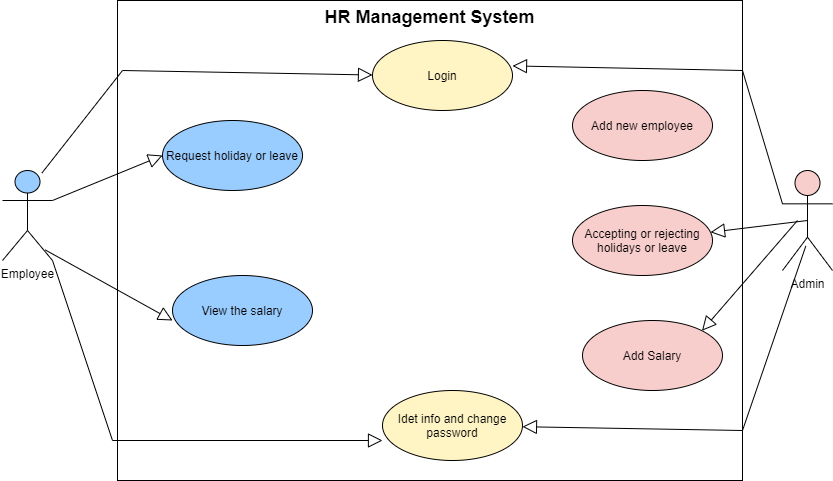 HR Management System
Login
Add new employee
Request holiday or leave
Accepting or rejecting
holidays or leave
Employee
Admin
View the salary
Add Salary
Idet info and change
password